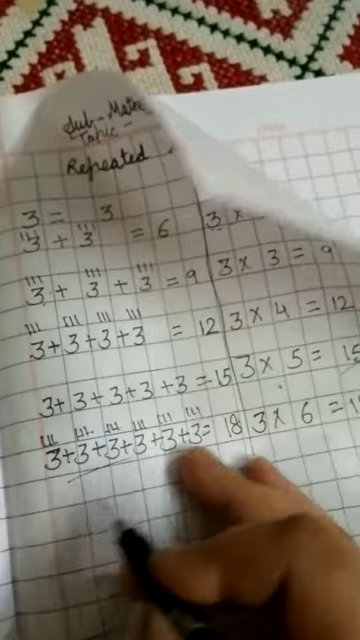 Sub - Maths
Topic -
Repeated
3 = 3
3 + 3 = 6 3 ×
3 + 3 + 3 = 9 3 × 3 = 9
3+3+3+3 = 12 3 × 4 = 12
3+3+3+3+3=15 3 × 5 = 15
3+3+3+3+3+3= 18 3 × 6 =